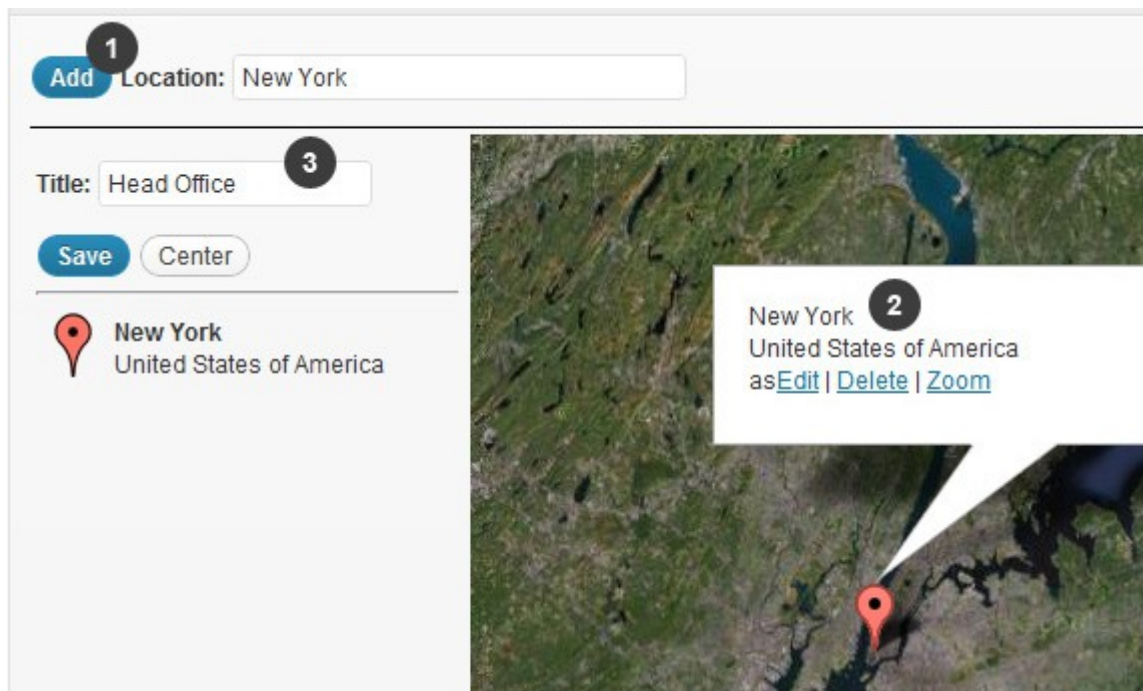 1
Add Location: New York
3
Title: Head Office
Save Center
New York
United States of America
2
New York
United States of America
asEdit | Delete | Zoom